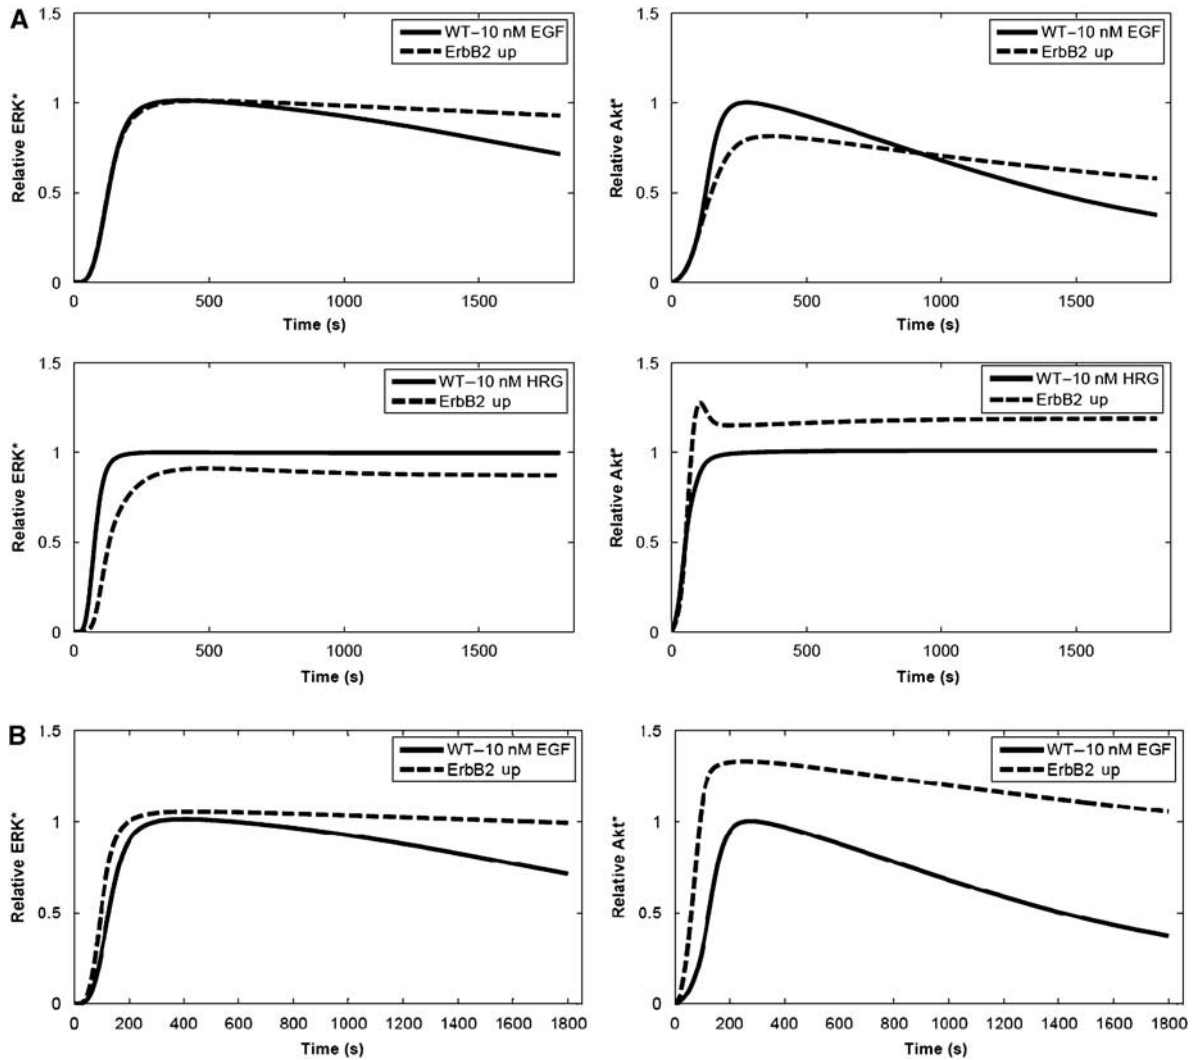 A
Relative ERK*
1.5
1
0.5
0
WT–10 nM EGF
ErbB2 up
0 500 1000 1500
Time (s)
Relative Akt*
1.5
1
0.5
0
WT–10 nM EGF
ErbB2 up
0 500 1000 1500
Time (s)
Relative ERK*
1.5
1
0.5
0
WT–10 nM HRG
ErbB2 up
0 500 1000 1500
Time (s)
Relative Akt*
1.5
1
0.5
0
WT–10 nM HRG
ErbB2 up
0 500 1000 1500
Time (s)
B
Relative ERK*
1.5
1
0.5
0
WT–10 nM EGF
ErbB2 up
0 200 400 600 800 1000 1200 1400 1600 1800
Time (s)
Relative Akt*
1.5
1
0.5
0
WT–10 nM EGF
ErbB2 up
0 200 400 600 800 1000 1200 1400 1600 1800
Time (s)